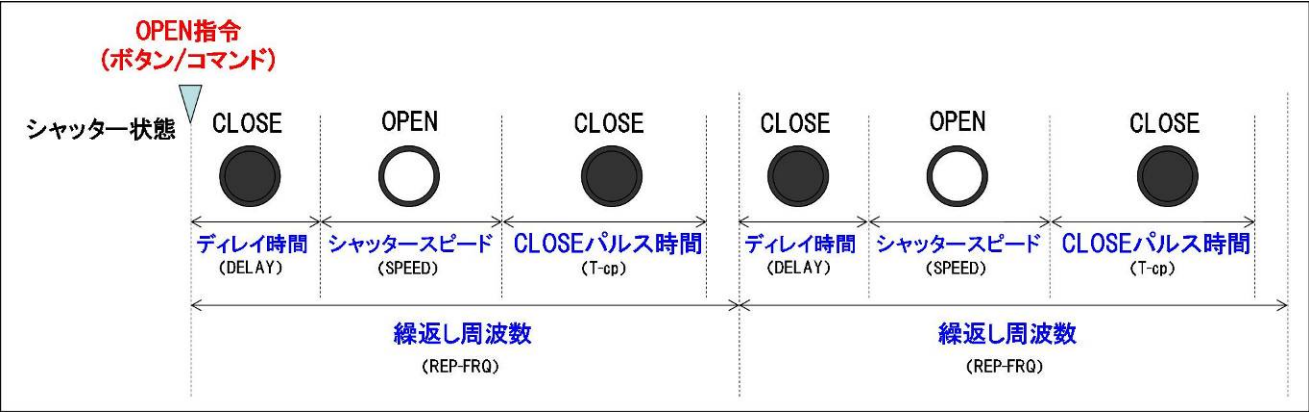 OPEN指令
(ボタン/コマンド)
シャッター状態
CLOSE
OPEN
CLOSE
CLOSE
OPEN
CLOSE
ディレイ時間
(DELAY)
シャッタースピード
(SPEED)
CLOSEパルス時間
(T-cp)
ディレイ時間
(DELAY)
シャッタースピード
(SPEED)
CLOSEパルス時間
(T-cp)
繰返し周波数
(REP-FRQ)
繰返し周波数
(REP-FRQ)